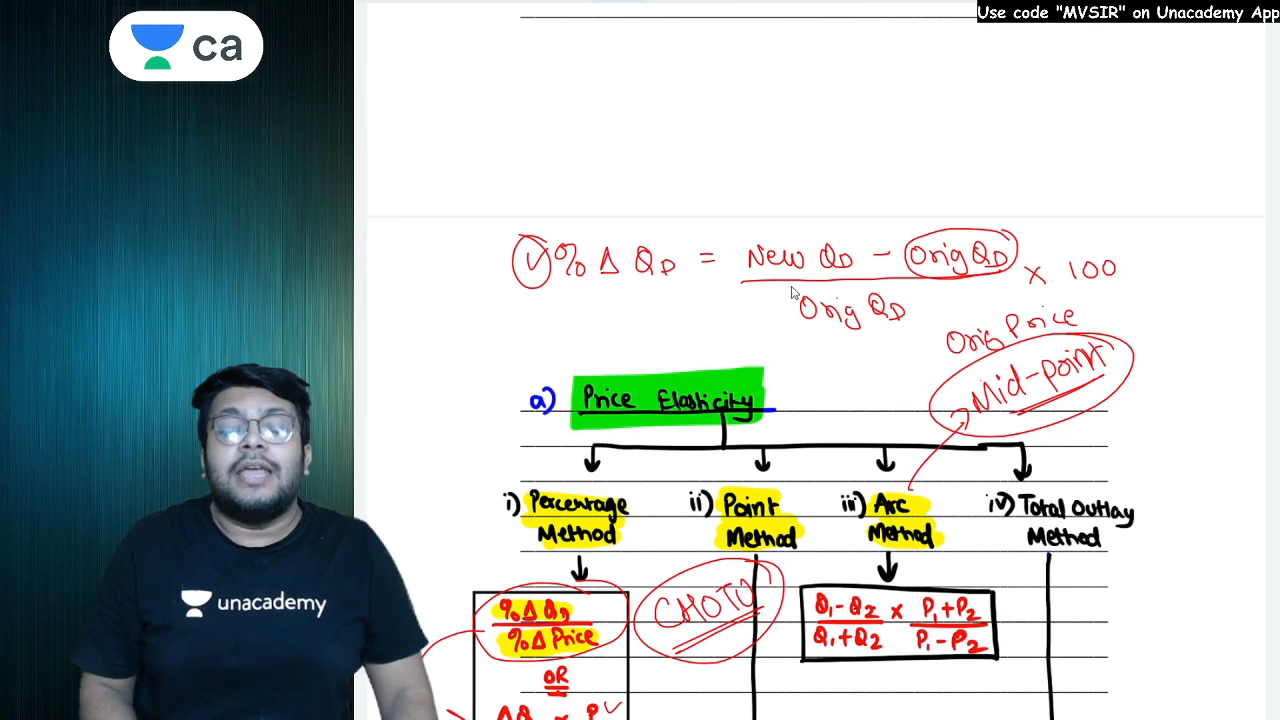 Use code "MVSIR" on Unacademy App
ca
% Δ QD = New QD - Orig QD × 100
Orig QD
Orig Price
Mid-point
a) Price Elasticity
i) Percentage Method
ii) Point Method
iii) Arc Method
iv) Total Outlay Method
CHOTU
%Δ QD
%Δ Price
OR
Q1-Q2 × P1+P2
Q1+Q2 P1-P2
unacademy